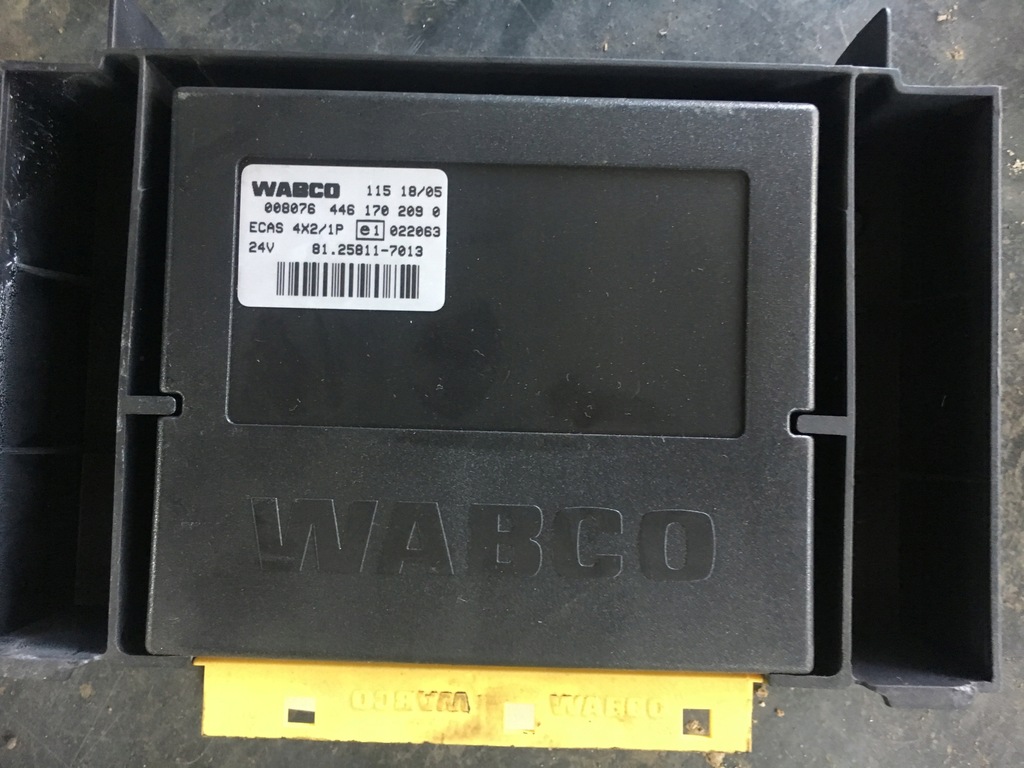 WABCO 115 18/05
008076 446 170 209 0
ECAS 4X2/1P e1 022063
24V 81.25811-7013
WABCO
WABCO WABCO